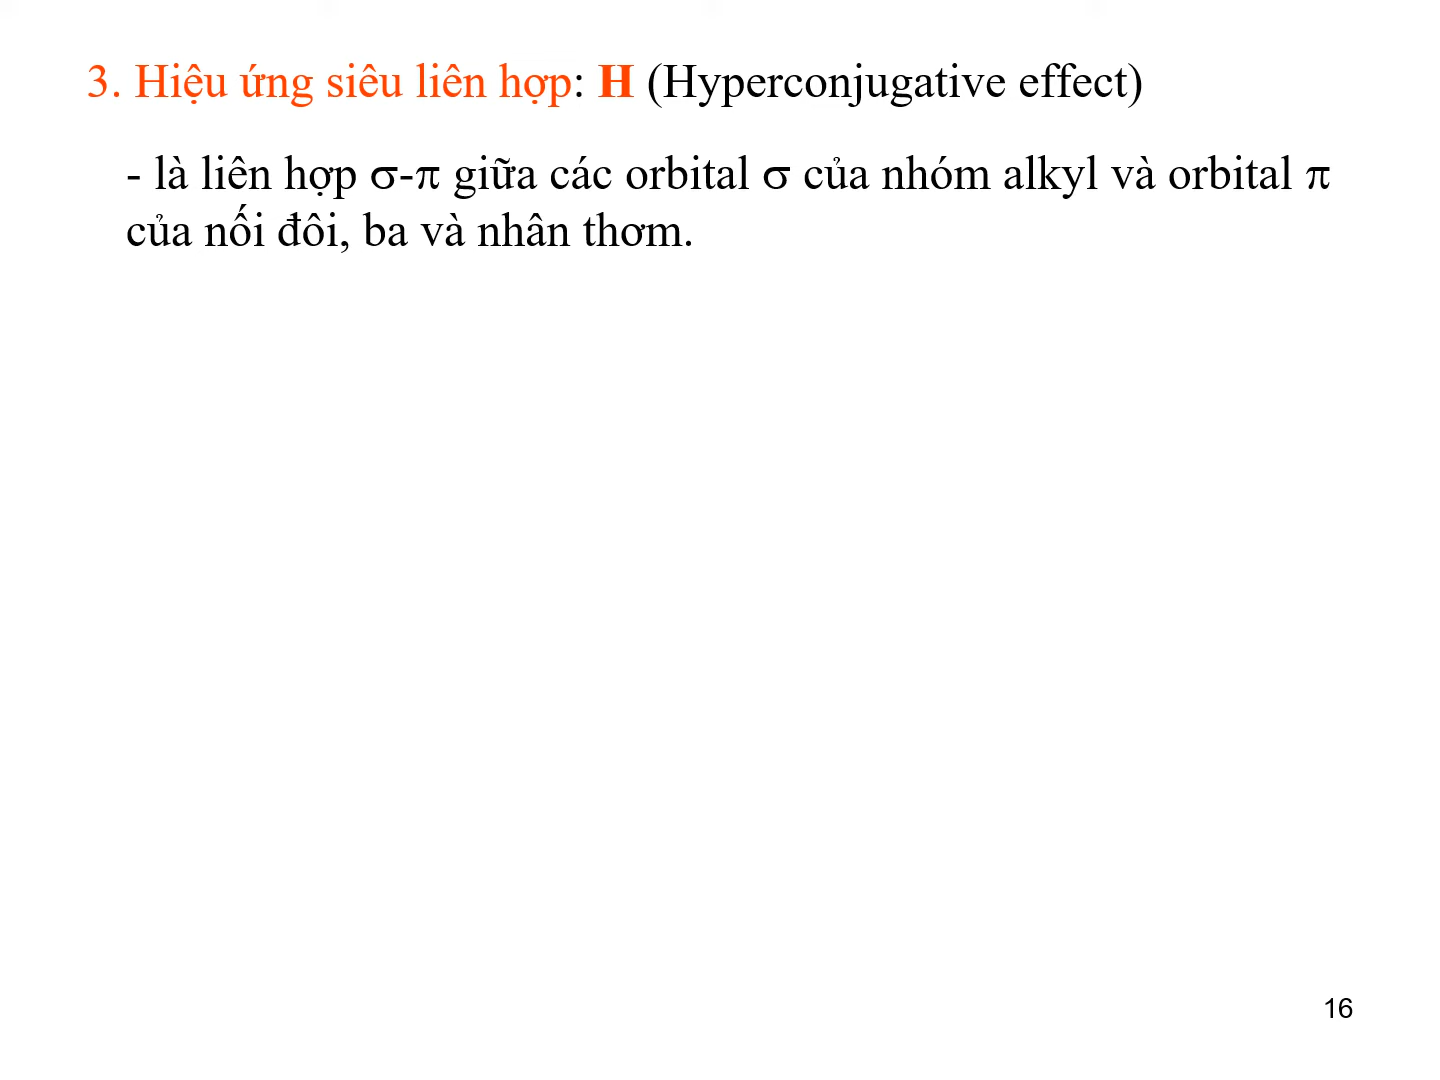 3. Hiệu ứng siêu liên hợp: H (Hyperconjugative effect)
- là liên hợp σ-π giữa các orbital σ của nhóm alkyl và orbital π
của nối đôi, ba và nhân thơm.
16